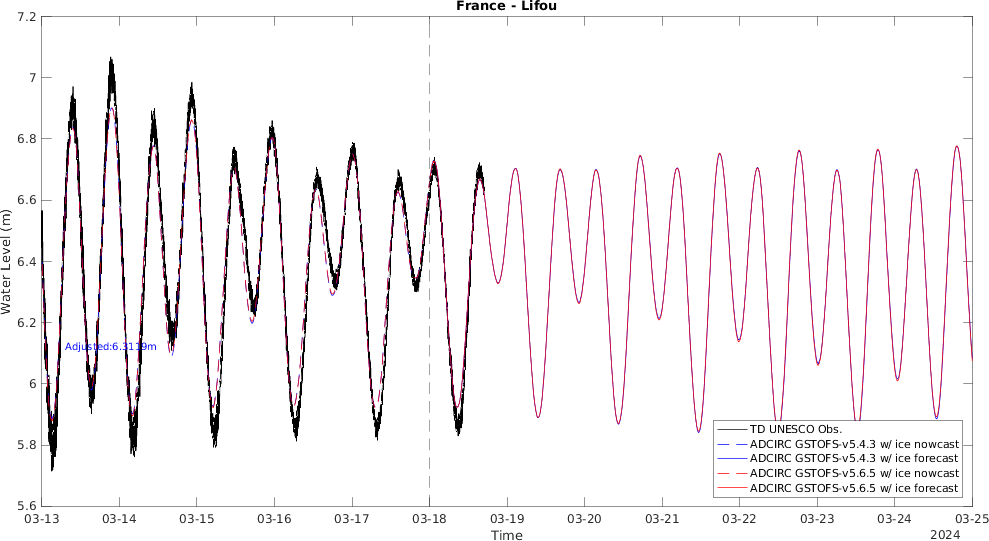 France - Lifou
7.2
7
6.8
6.6
6.4
6.2
6
5.8
5.6
Water Level (m)
Adjusted:6.3119m
TD UNESCO Obs.
ADCIRC GSTOFS-v5.4.3 w/ ice nowcast
ADCIRC GSTOFS-v5.4.3 w/ ice forecast
ADCIRC GSTOFS-v5.6.5 w/ ice nowcast
ADCIRC GSTOFS-v5.6.5 w/ ice forecast
03-13 03-14 03-15 03-16 03-17 03-18 03-19 03-20 03-21 03-22 03-23 03-24 03-25
Time
2024